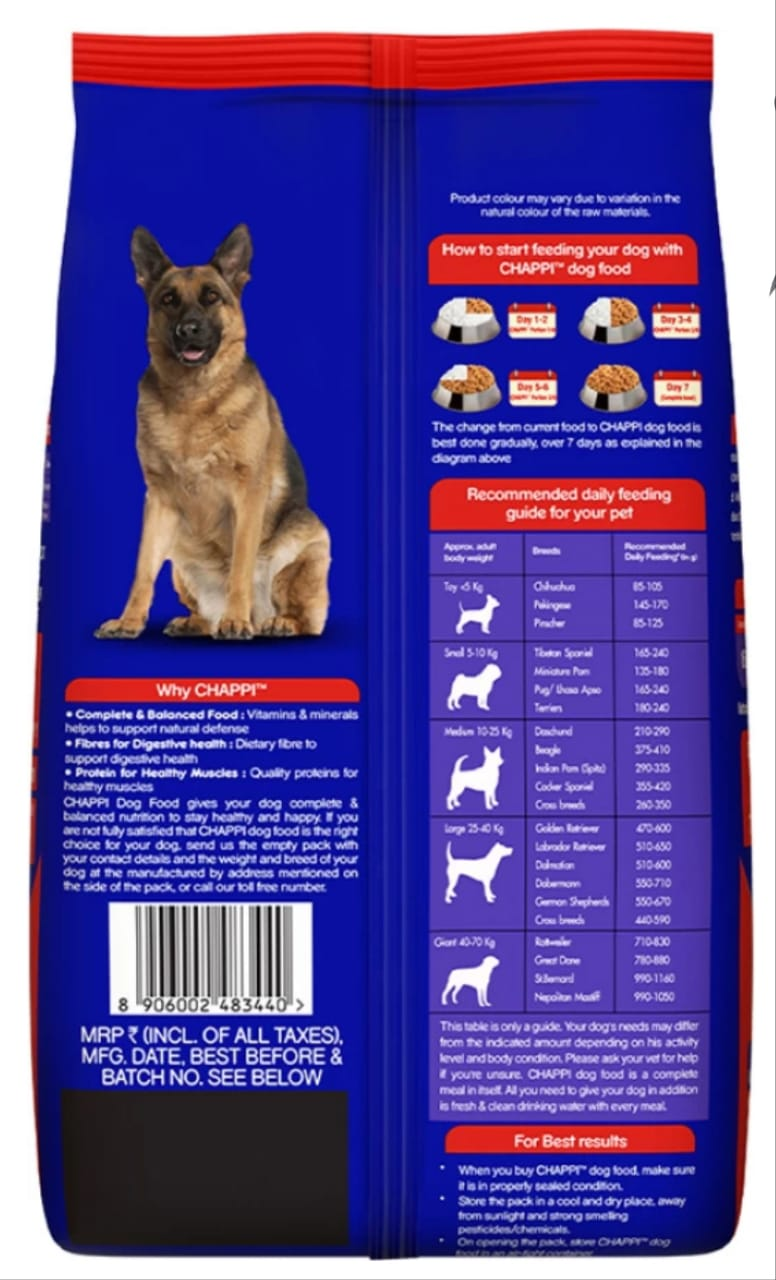 Why CHAPPI™
• Complete & Balanced Food : Vitamins & minerals
helps to support natural defense
• Fibres for Digestive health : Dietary fibre to
support digestive health
• Protein for Healthy Muscles : Quality proteins for
healthy muscles
CHAPPI Dog Food gives your dog complete &
balanced nutrition to stay healthy and happy. If you
are not fully satisfied that CHAPPI dog food is the right
choice for your dog, send us the empty pack with
your contact details and the weight and breed of your
dog at the manufactured by address mentioned on
the side of the pack, or call our toll free number.
8 906002 483440 >
MRP ₹ (INCL. OF ALL TAXES),
MFG. DATE, BEST BEFORE &
BATCH NO. SEE BELOW
Product colour may vary due to variation in the
natural colour of the raw materials.
How to start feeding your dog with
CHAPPI™ dog food
Day 1-2
Day 3-4
Day 5-6
Day 7
(Complete bowl)
The change from current food to CHAPPI dog food is
best done gradually, over 7 days as explained in the
diagram above
Recommended daily feeding
guide for your pet
Approx. adult body weight Breeds Recommended Daily Feeding* (in g)
Toy <5 Kg Chihuahua 85-105
Pekingese 145-170
Pinscher 85-125
Small 5-10 Kg Tibetan Spaniel 165-240
Miniature Pom 135-180
Pug/ Lhasa Apso 165-240
Terriers 180-240
Medium 10-25 Kg Daschund 210-290
Beagle 375-410
Indian Pom (Spitz) 290-335
Cocker Spaniel 355-420
Cross breeds 260-350
Large 25-40 Kg Golden Retriever 470-600
Labrador Retriever 510-650
Dalmation 510-600
Dobermann 550-710
German Shepherds 550-670
Cross breeds 440-590
Giant 40-70 Kg Rottweiler 710-830
Great Dane 780-880
St.Bernard 990-1160
Nepalitan Mastiff 990-1050
This table is only a guide. Your dog's needs may differ
from the indicated amount depending on his activity
level and body condition. Please ask your vet for help
if you're unsure. CHAPPI dog food is a complete
meal in itself. All you need to give your dog in addition
is fresh & clean drinking water with every meal.
For Best results
• When you buy CHAPPI™ dog food, make sure
it is in properly sealed condition.
• Store the pack in a cool and dry place, away
from sunlight and strong smelling
pesticides/chemicals.
• On opening the pack, store CHAPPI™ dog
food in an air-tight container